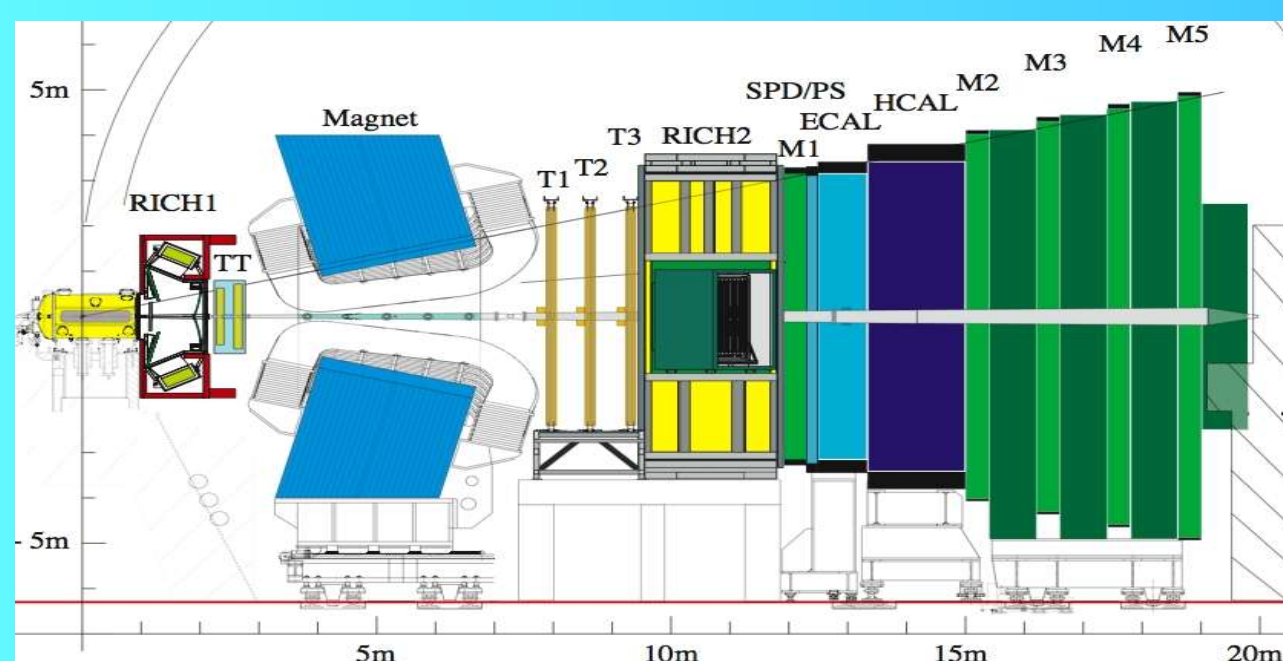 M5
M4
M3
M2
5m
SPD/PS
HCAL
ECAL
Magnet
T3
RICH2
M1
T2
T1
RICH1
TT
- 5m
5m
10m
15m
20m